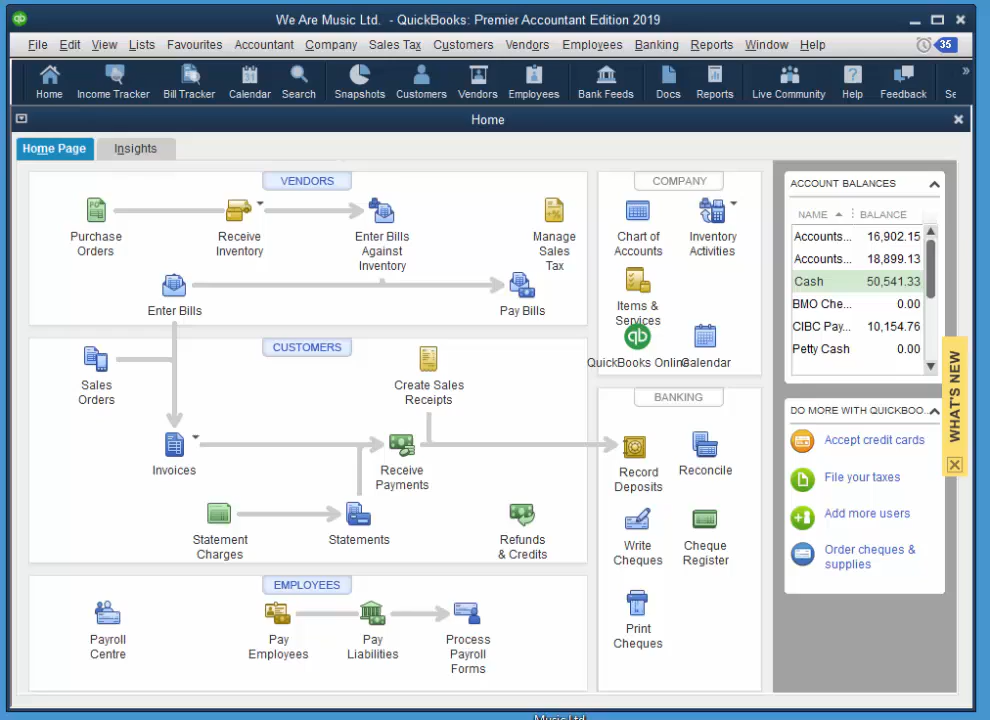 We Are Music Ltd. - QuickBooks: Premier Accountant Edition 2019
File Edit View Lists Favourites Accountant Company Sales Tax Customers Vendors Employees Banking Reports Window Help 35
Home Income Tracker Bill Tracker Calendar Search Snapshots Customers Vendors Employees Bank Feeds Docs Reports Live Community Help Feedback Se
Home
Home Page Insights
VENDORS
Purchase
Orders
Receive
Inventory
Enter Bills
Against
Inventory
Manage
Sales
Tax
Enter Bills
Pay Bills
CUSTOMERS
Sales
Orders
Create Sales
Receipts
Invoices
Receive
Payments
Statement
Charges
Statements
Refunds
& Credits
EMPLOYEES
Payroll
Centre
Pay
Employees
Pay
Liabilities
Process
Payroll
Forms
COMPANY
Chart of
Accounts
Inventory
Activities
Items &
Services
QuickBooks Online
Calendar
BANKING
Record
Deposits
Reconcile
Write
Cheques
Cheque
Register
Print
Cheques
ACCOUNT BALANCES
NAME BALANCE
Accounts... 16,902.15
Accounts... 18,899.13
Cash 50,541.33
BMO Che... 0.00
CIBC Pay... 10,154.76
Petty Cash 0.00
DO MORE WITH QUICKBOO...
Accept credit cards
File your taxes
Add more users
Order cheques &
supplies
WHAT'S NEW
Music Ltd